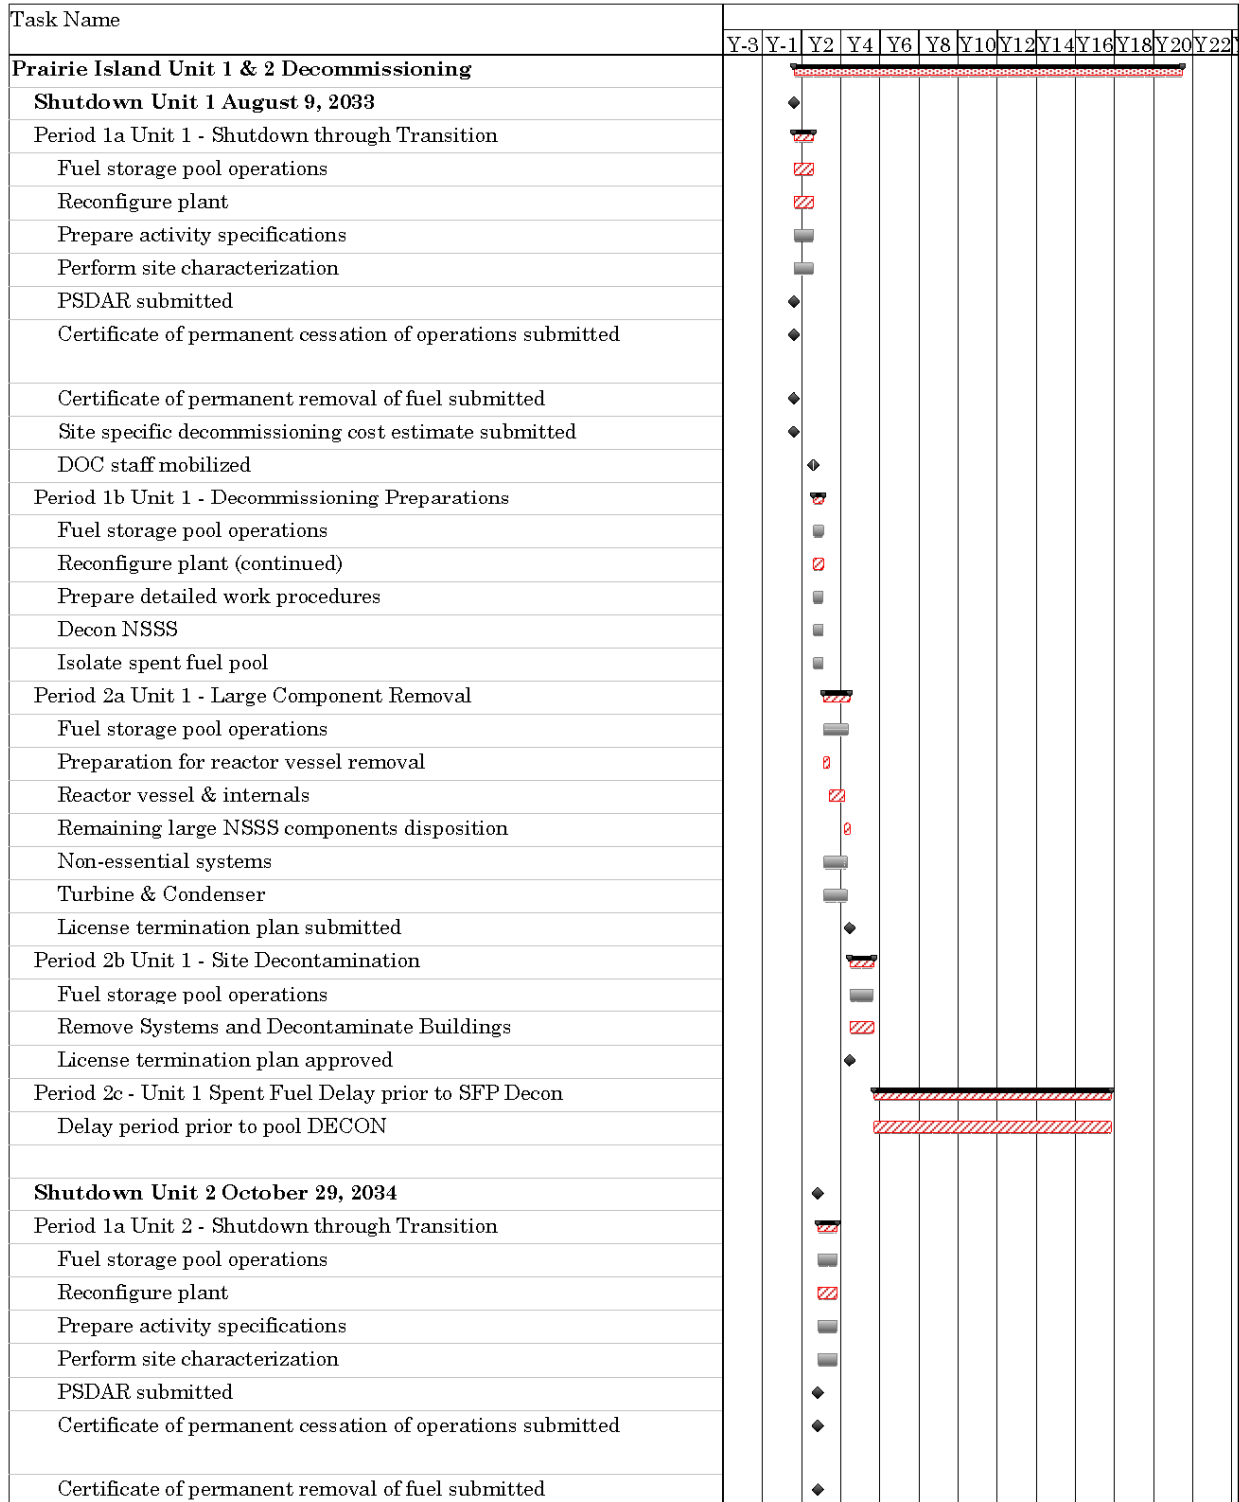 Task Name
Y-3 Y-1 Y2 Y4 Y6 Y8 Y10 Y12 Y14 Y16 Y18 Y20 Y22
Prairie Island Unit 1 & 2 Decommissioning
Shutdown Unit 1 August 9, 2033
Period 1a Unit 1 - Shutdown through Transition
Fuel storage pool operations
Reconfigure plant
Prepare activity specifications
Perform site characterization
PSDAR submitted
Certificate of permanent cessation of operations submitted
Certificate of permanent removal of fuel submitted
Site specific decommissioning cost estimate submitted
DOC staff mobilized
Period 1b Unit 1 - Decommissioning Preparations
Fuel storage pool operations
Reconfigure plant (continued)
Prepare detailed work procedures
Decon NSSS
Isolate spent fuel pool
Period 2a Unit 1 - Large Component Removal
Fuel storage pool operations
Preparation for reactor vessel removal
Reactor vessel & internals
Remaining large NSSS components disposition
Non-essential systems
Turbine & Condenser
License termination plan submitted
Period 2b Unit 1 - Site Decontamination
Fuel storage pool operations
Remove Systems and Decontaminate Buildings
License termination plan approved
Period 2c - Unit 1 Spent Fuel Delay prior to SFP Decon
Delay period prior to pool DECON
Shutdown Unit 2 October 29, 2034
Period 1a Unit 2 - Shutdown through Transition
Fuel storage pool operations
Reconfigure plant
Prepare activity specifications
Perform site characterization
PSDAR submitted
Certificate of permanent cessation of operations submitted
Certificate of permanent removal of fuel submitted